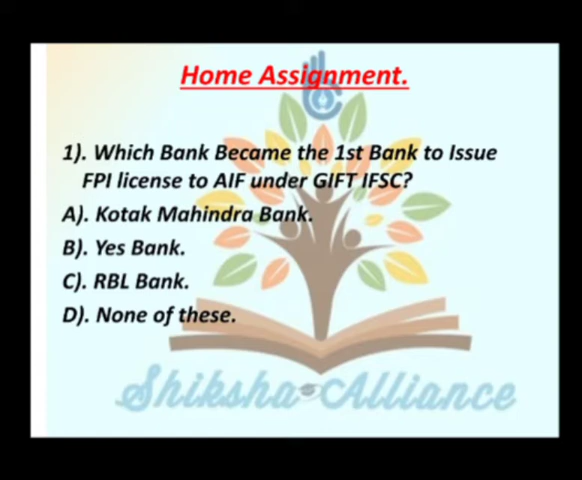 Home Assignment.
1). Which Bank Became the 1st Bank to Issue
FPI license to AIF under GIFT IFSC?
A). Kotak Mahindra Bank.
B). Yes Bank.
C). RBL Bank.
D). None of these.
Shiksha Alliance